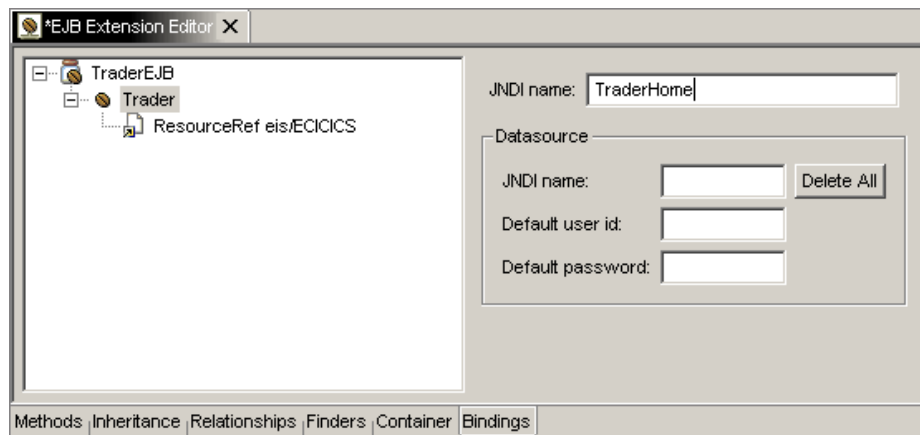 *EJB Extension Editor
TraderEJB
Trader
ResourceRef eis/ECICICS
JNDI name: TraderHome
Datasource
JNDI name: Delete All
Default user id:
Default password:
Methods Inheritance Relationships Finders Container Bindings